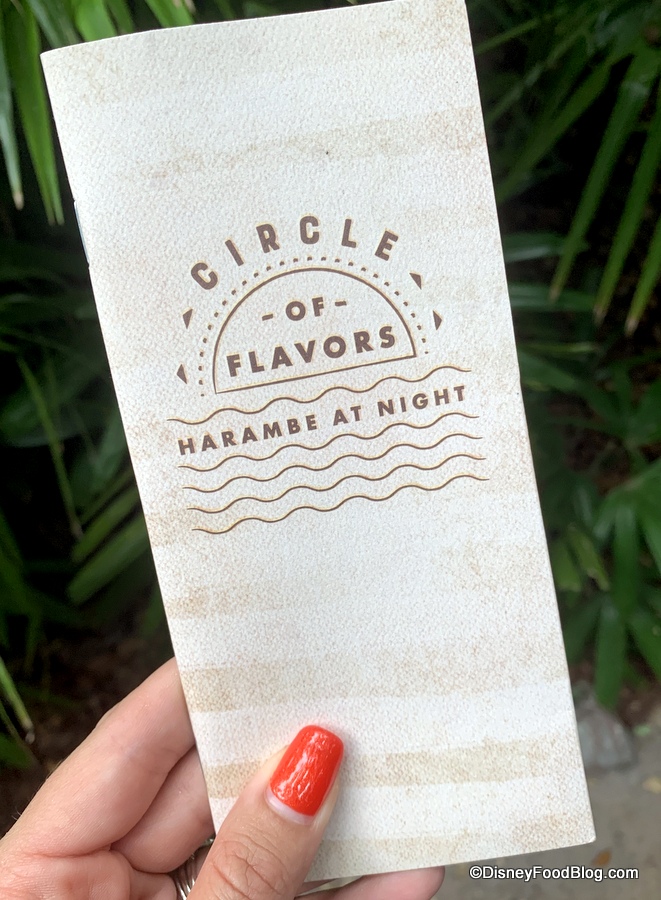 CIRCLE
-OF-
FLAVORS
HARAMBE AT NIGHT
©DisneyFoodBlog.com